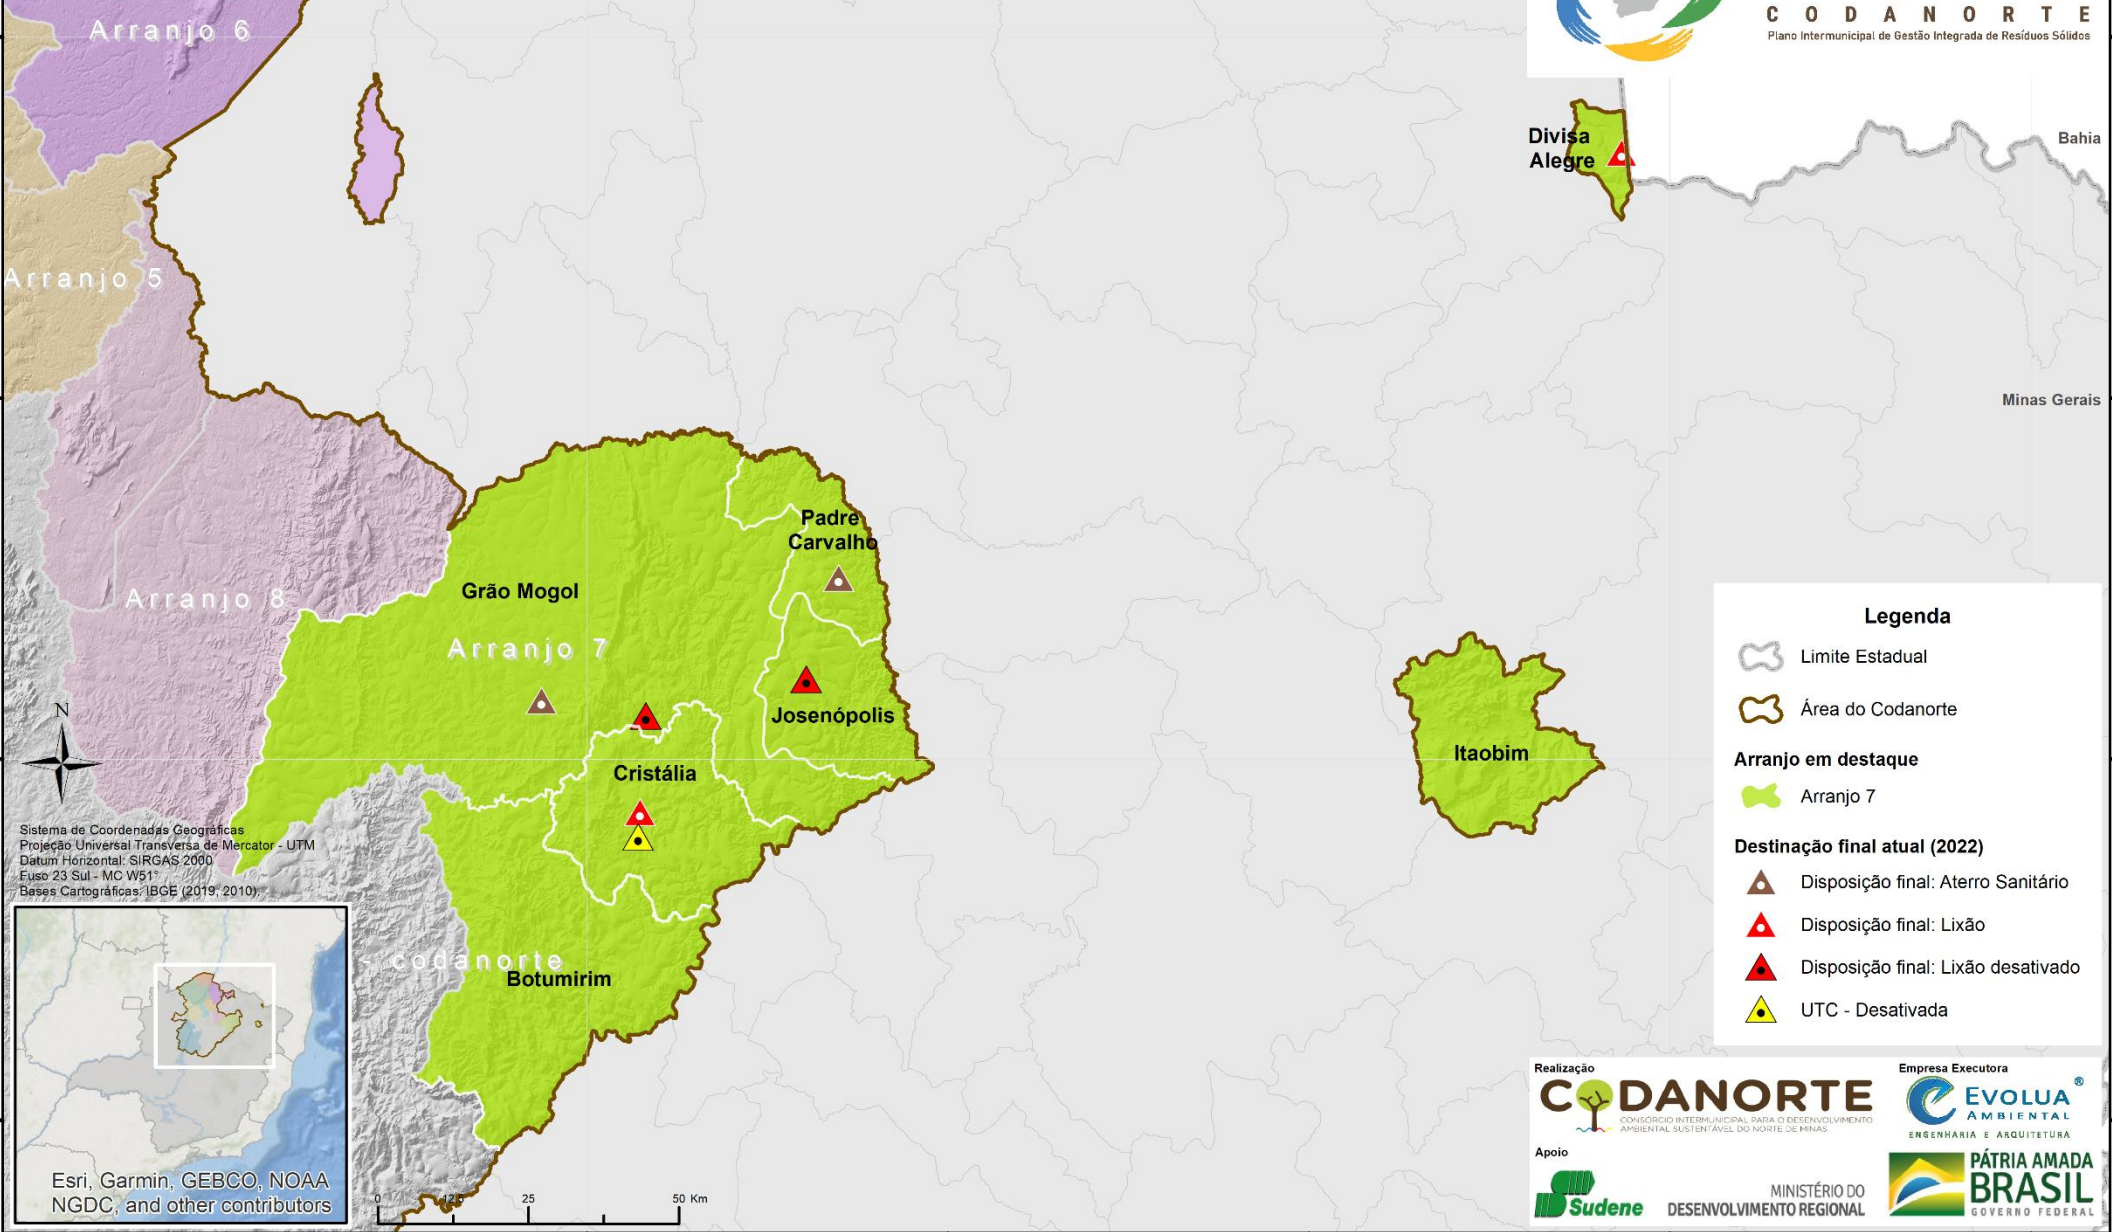 Arranjo 6
CODANORTE
Plano Intermunicipal de Gestão Integrada de Resíduos Sólidos
Divisa
Alegre
Bahia
Arranjo 5
Minas Gerais
Padre
Carvalho
Grão Mogol
Arranjo 8
Arranjo 7
Josenópolis
Itaobim
Cristália
N
Sistema de Coordenadas Geográficas
Projeção Universal Transversa de Mercator - UTM
Datum Horizontal: SIRGAS 2000
Fuso 23 Sul - MC W51°
Bases Cartográficas: IBGE (2019, 2010).
- codanorte
Botumirim
Esri, Garmin, GEBCO, NOAA
NGDC, and other contributors
0 12,5 25 50 Km
Legenda
Limite Estadual
Área do Codanorte
Arranjo em destaque
Arranjo 7
Destinação final atual (2022)
Disposição final: Aterro Sanitário
Disposição final: Lixão
Disposição final: Lixão desativado
UTC - Desativada
Realização
CODANORTE
CONSÓRCIO INTERMUNICIPAL PARA O DESENVOLVIMENTO
AMBIENTAL SUSTENTÁVEL DO NORTE DE MINAS
Empresa Executora
EVOLUA®
AMBIENTAL
ENGENHARIA E ARQUITETURA
Apoio
Sudene
MINISTÉRIO DO
DESENVOLVIMENTO REGIONAL
PÁTRIA AMADA
BRASIL
GOVERNO FEDERAL